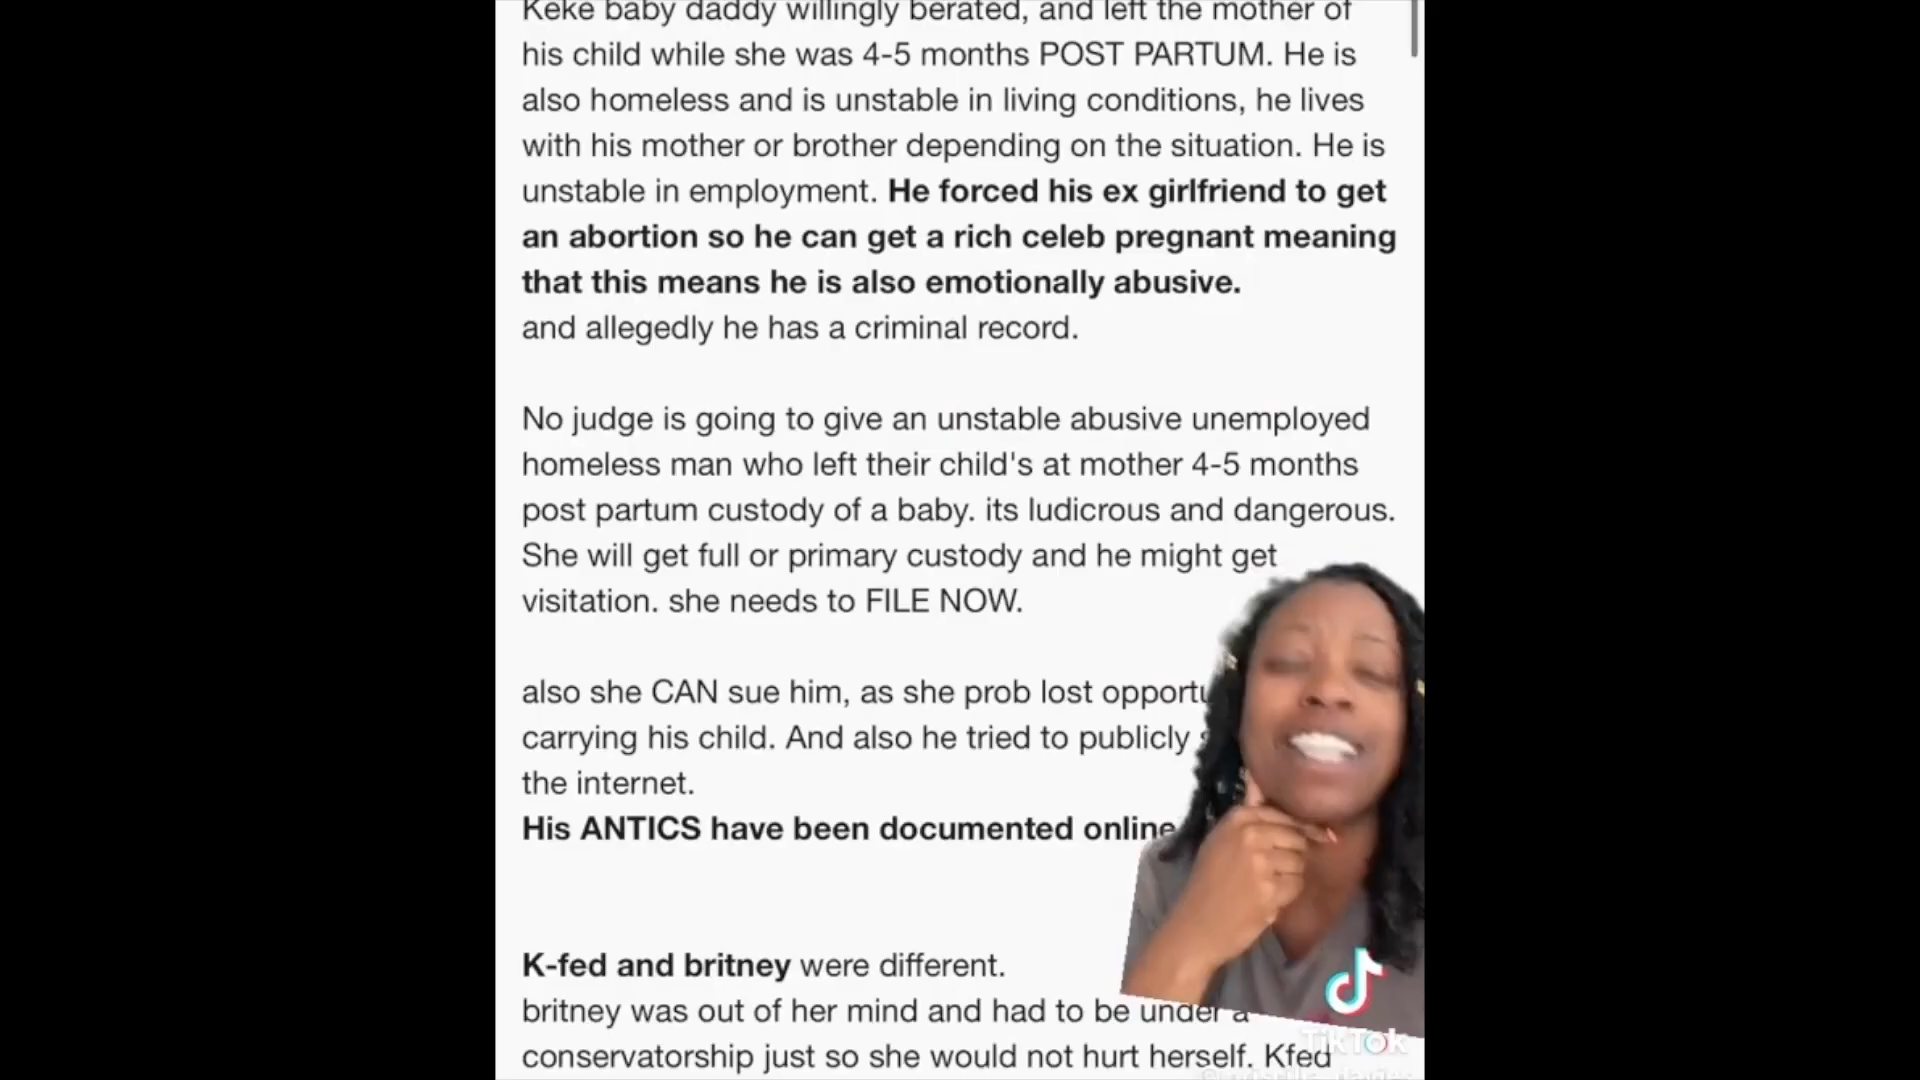 Keke baby daddy willingly berated, and left the mother of
his child while she was 4-5 months POST PARTUM. He is
also homeless and is unstable in living conditions, he lives
with his mother or brother depending on the situation. He is
unstable in employment. He forced his ex girlfriend to get
an abortion so he can get a rich celeb pregnant meaning
that this means he is also emotionally abusive.
and allegedly he has a criminal record.
No judge is going to give an unstable abusive unemployed
homeless man who left their child's at mother 4-5 months
post partum custody of a baby. its ludicrous and dangerous.
She will get full or primary custody and he might get
visitation. she needs to FILE NOW.
also she CAN sue him, as she prob lost
carrying his child. And also he tried to publicly
the internet.
His ANTICS have been documented online
K-fed and britney were different.
britney was out of her mind and had to be under a
conservatorship just so she would not hurt herself. Kfed
TikTok